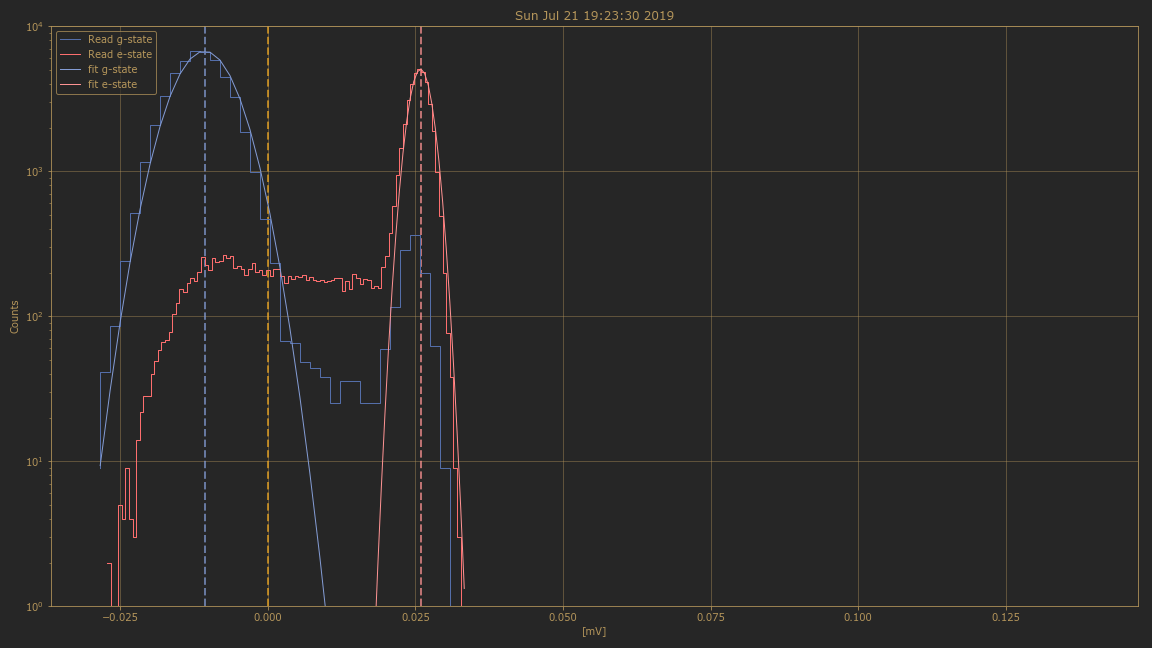 Sun Jul 21 19:23:30 2019
Read g-state
Read e-state
fit g-state
fit e-state
Counts
10⁴
10³
10²
10¹
10⁰
−0.025 0.000 0.025 0.050 0.075 0.100 0.125
[mV]